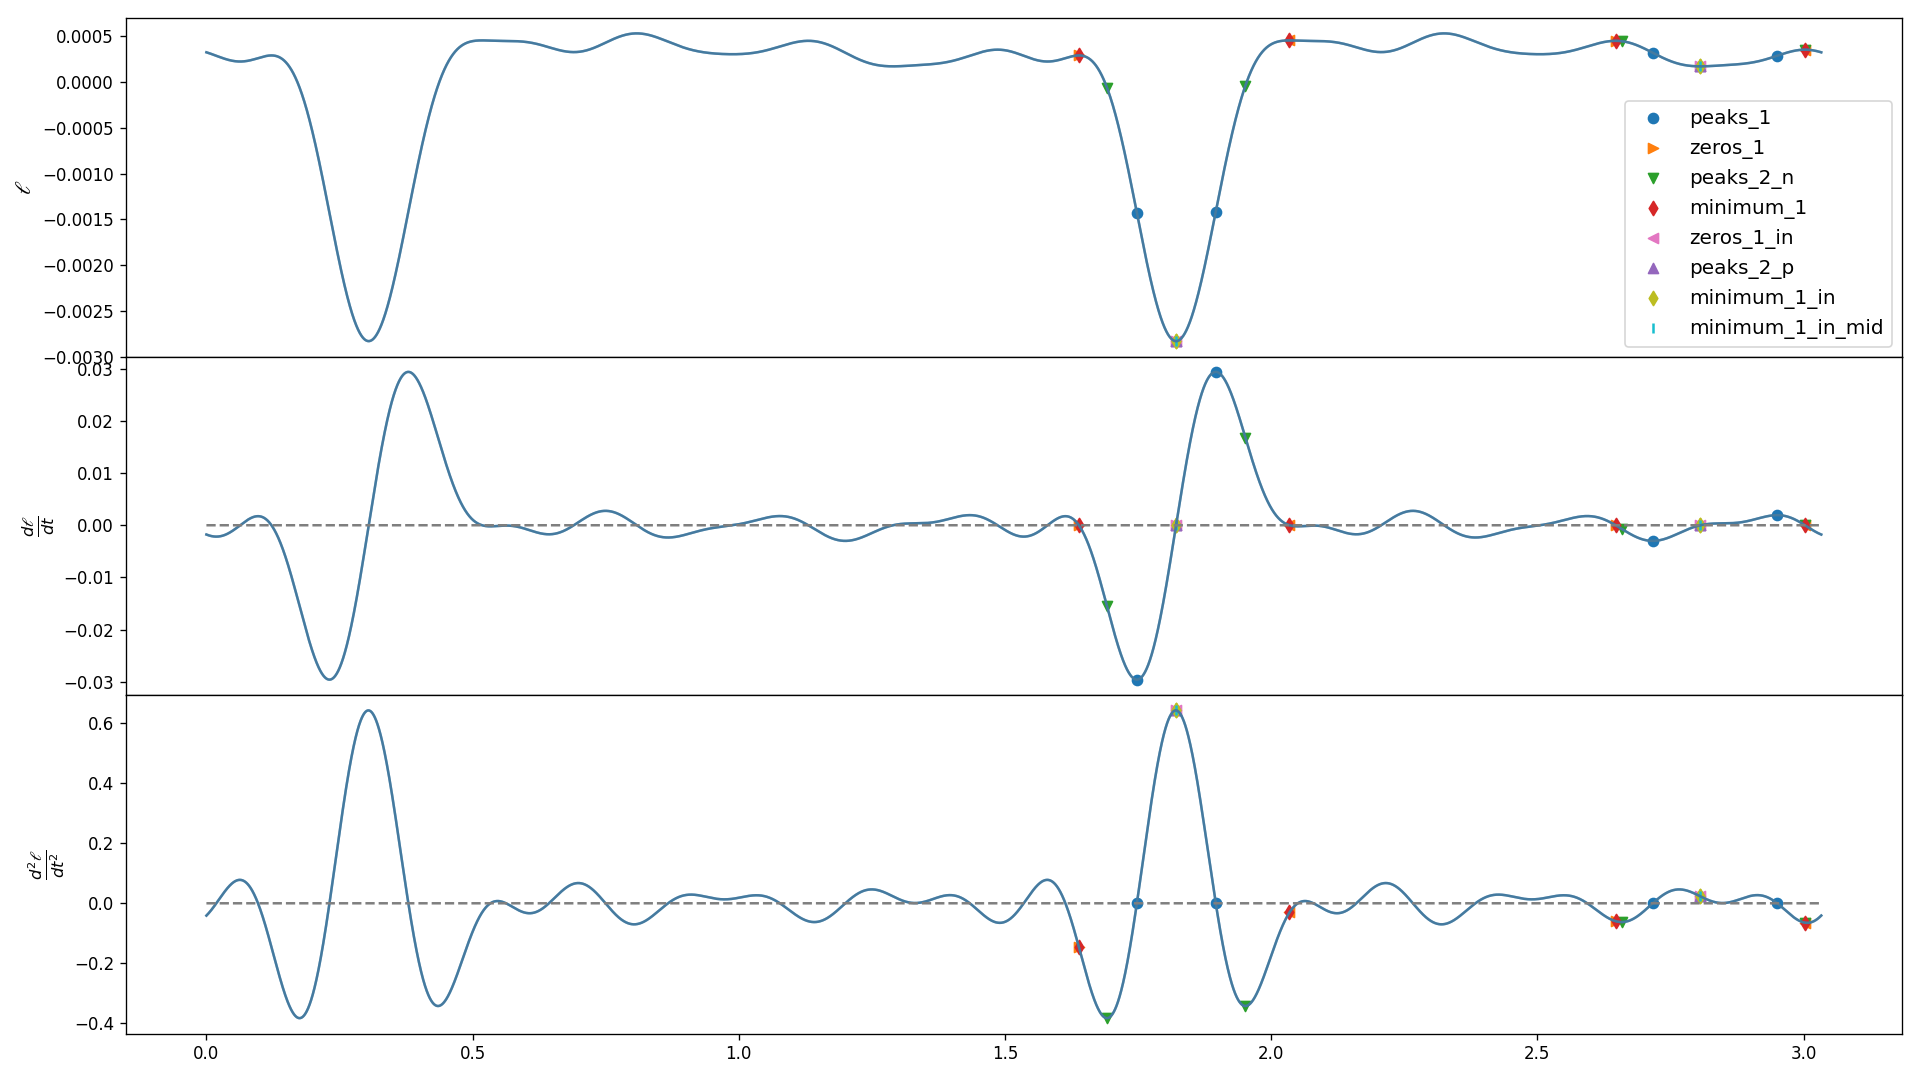 0.0005
0.0000
−0.0005
−0.0010
−0.0015
−0.0020
−0.0025
−0.0030
ℓ
peaks_1
zeros_1
peaks_2_n
minimum_1
zeros_1_in
peaks_2_p
minimum_1_in
minimum_1_in_mid
0.03
0.02
0.01
0.00
−0.01
−0.02
−0.03
dℓ
dt
0.6
0.4
0.2
0.0
−0.2
−0.4
d²ℓ
dt²
0.0 0.5 1.0 1.5 2.0 2.5 3.0